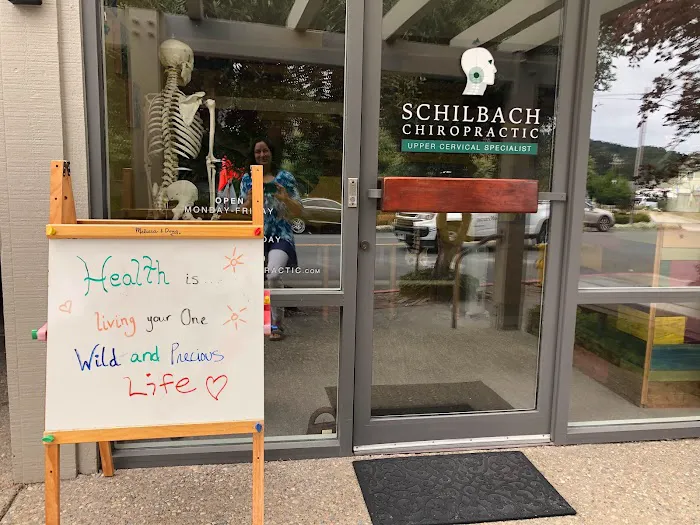 SCHILBACH
CHIROPRACTIC
UPPER CERVICAL SPECIALIST
OPEN
MONDAY-FRIDAY
Health is...
living your One
Wild and Precious
Life